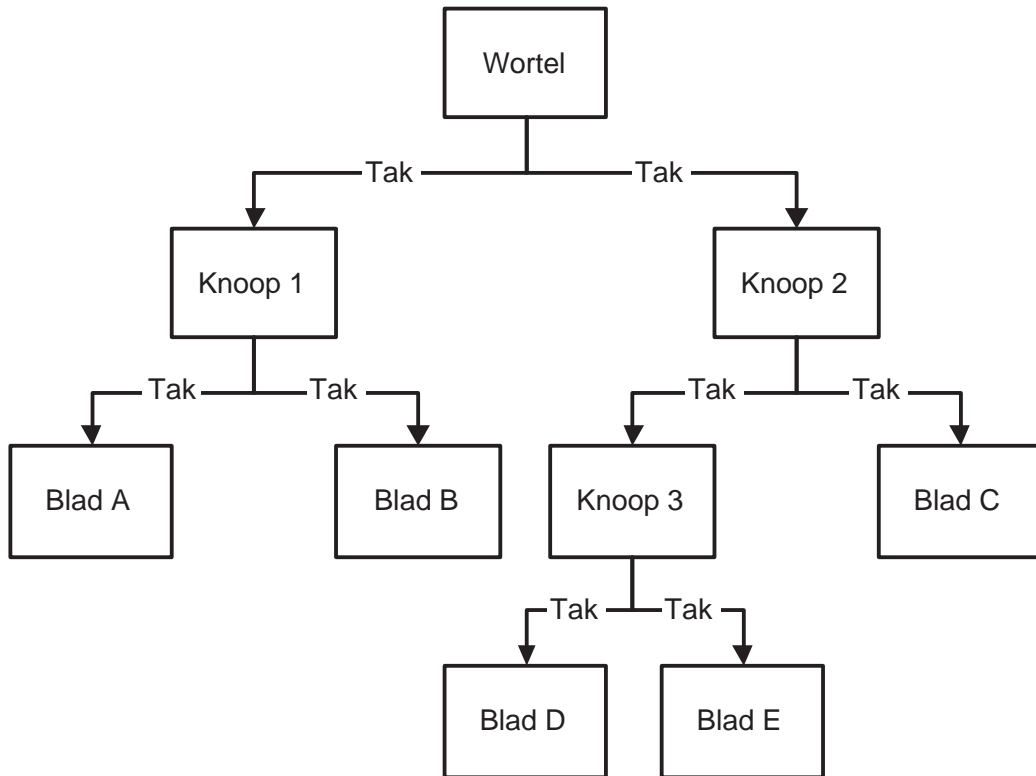 Wortel
Tak
Tak
Knoop 1
Knoop 2
Tak
Tak
Tak
Tak
Blad A
Blad B
Knoop 3
Blad C
Tak
Tak
Blad D
Blad E